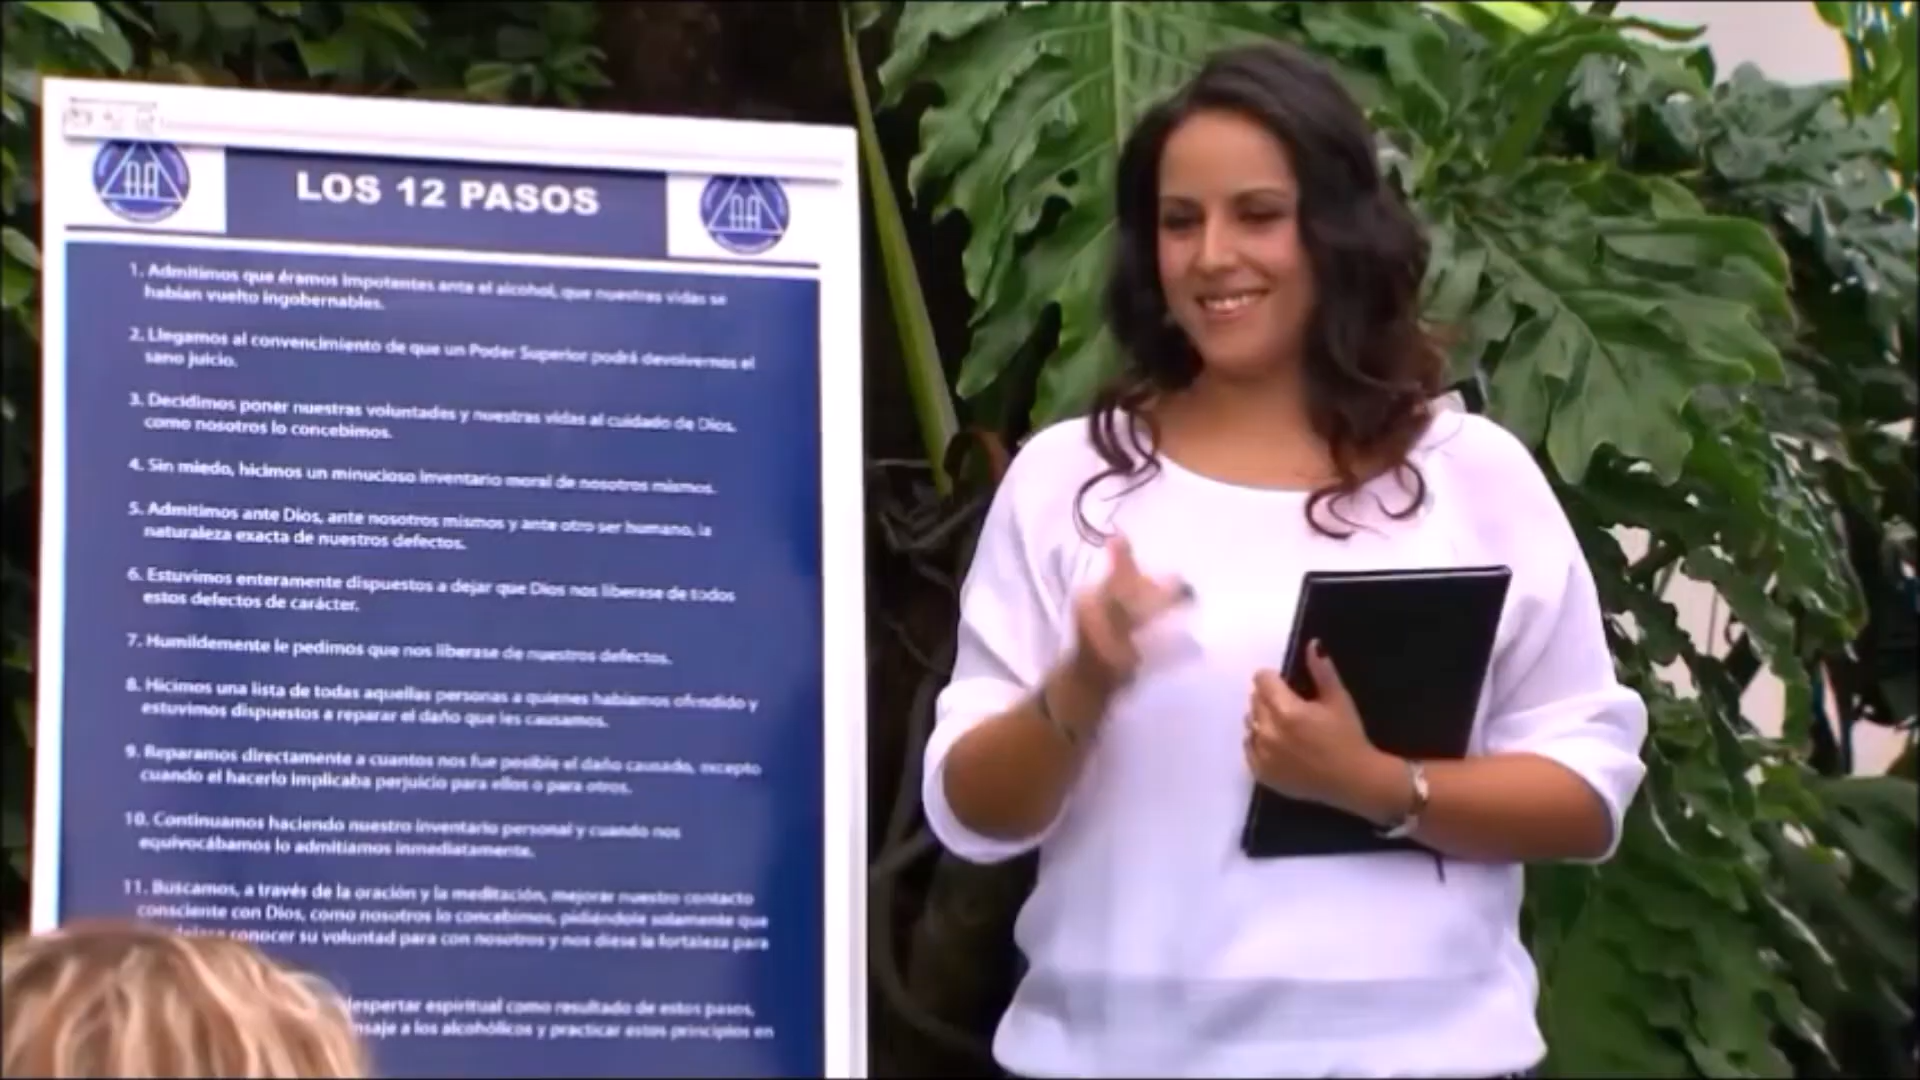 AA
LOS 12 PASOS
AA
1. Admitimos que éramos impotentes ante el alcohol, que nuestras vidas se
habían vuelto ingobernables.
2. Llegamos al convencimiento de que un Poder Superior podrá devolvernos el
sano juicio.
3. Decidimos poner nuestras voluntades y nuestras vidas al cuidado de Dios,
como nosotros lo concebimos.
4. Sin miedo, hicimos un minucioso inventario moral de nosotros mismos.
5. Admitimos ante Dios, ante nosotros mismos y ante otro ser humano, la
naturaleza exacta de nuestros defectos.
6. Estuvimos enteramente dispuestos a dejar que Dios nos liberase de todos
estos defectos de carácter.
7. Humildemente le pedimos que nos liberase de nuestros defectos.
8. Hicimos una lista de todas aquellas personas a quienes habíamos ofendido y
estuvimos dispuestos a reparar el daño que les causamos.
9. Reparamos directamente a cuantos nos fue posible el daño causado, excepto
cuando el hacerlo implicaba perjuicio para ellos o para otros.
10. Continuamos haciendo nuestro inventario personal y cuando nos
equivocábamos lo admitíamos inmediatamente.
11. Buscamos, a través de la oración y la meditación, mejorar nuestro contacto
consciente con Dios, como nosotros lo concebimos, pidiéndole solamente que
conocer su voluntad para con nosotros y nos diese la fortaleza para
despertar espiritual como resultado de estos pasos,
nsaje a los alcohólicos y practicar estos principios en